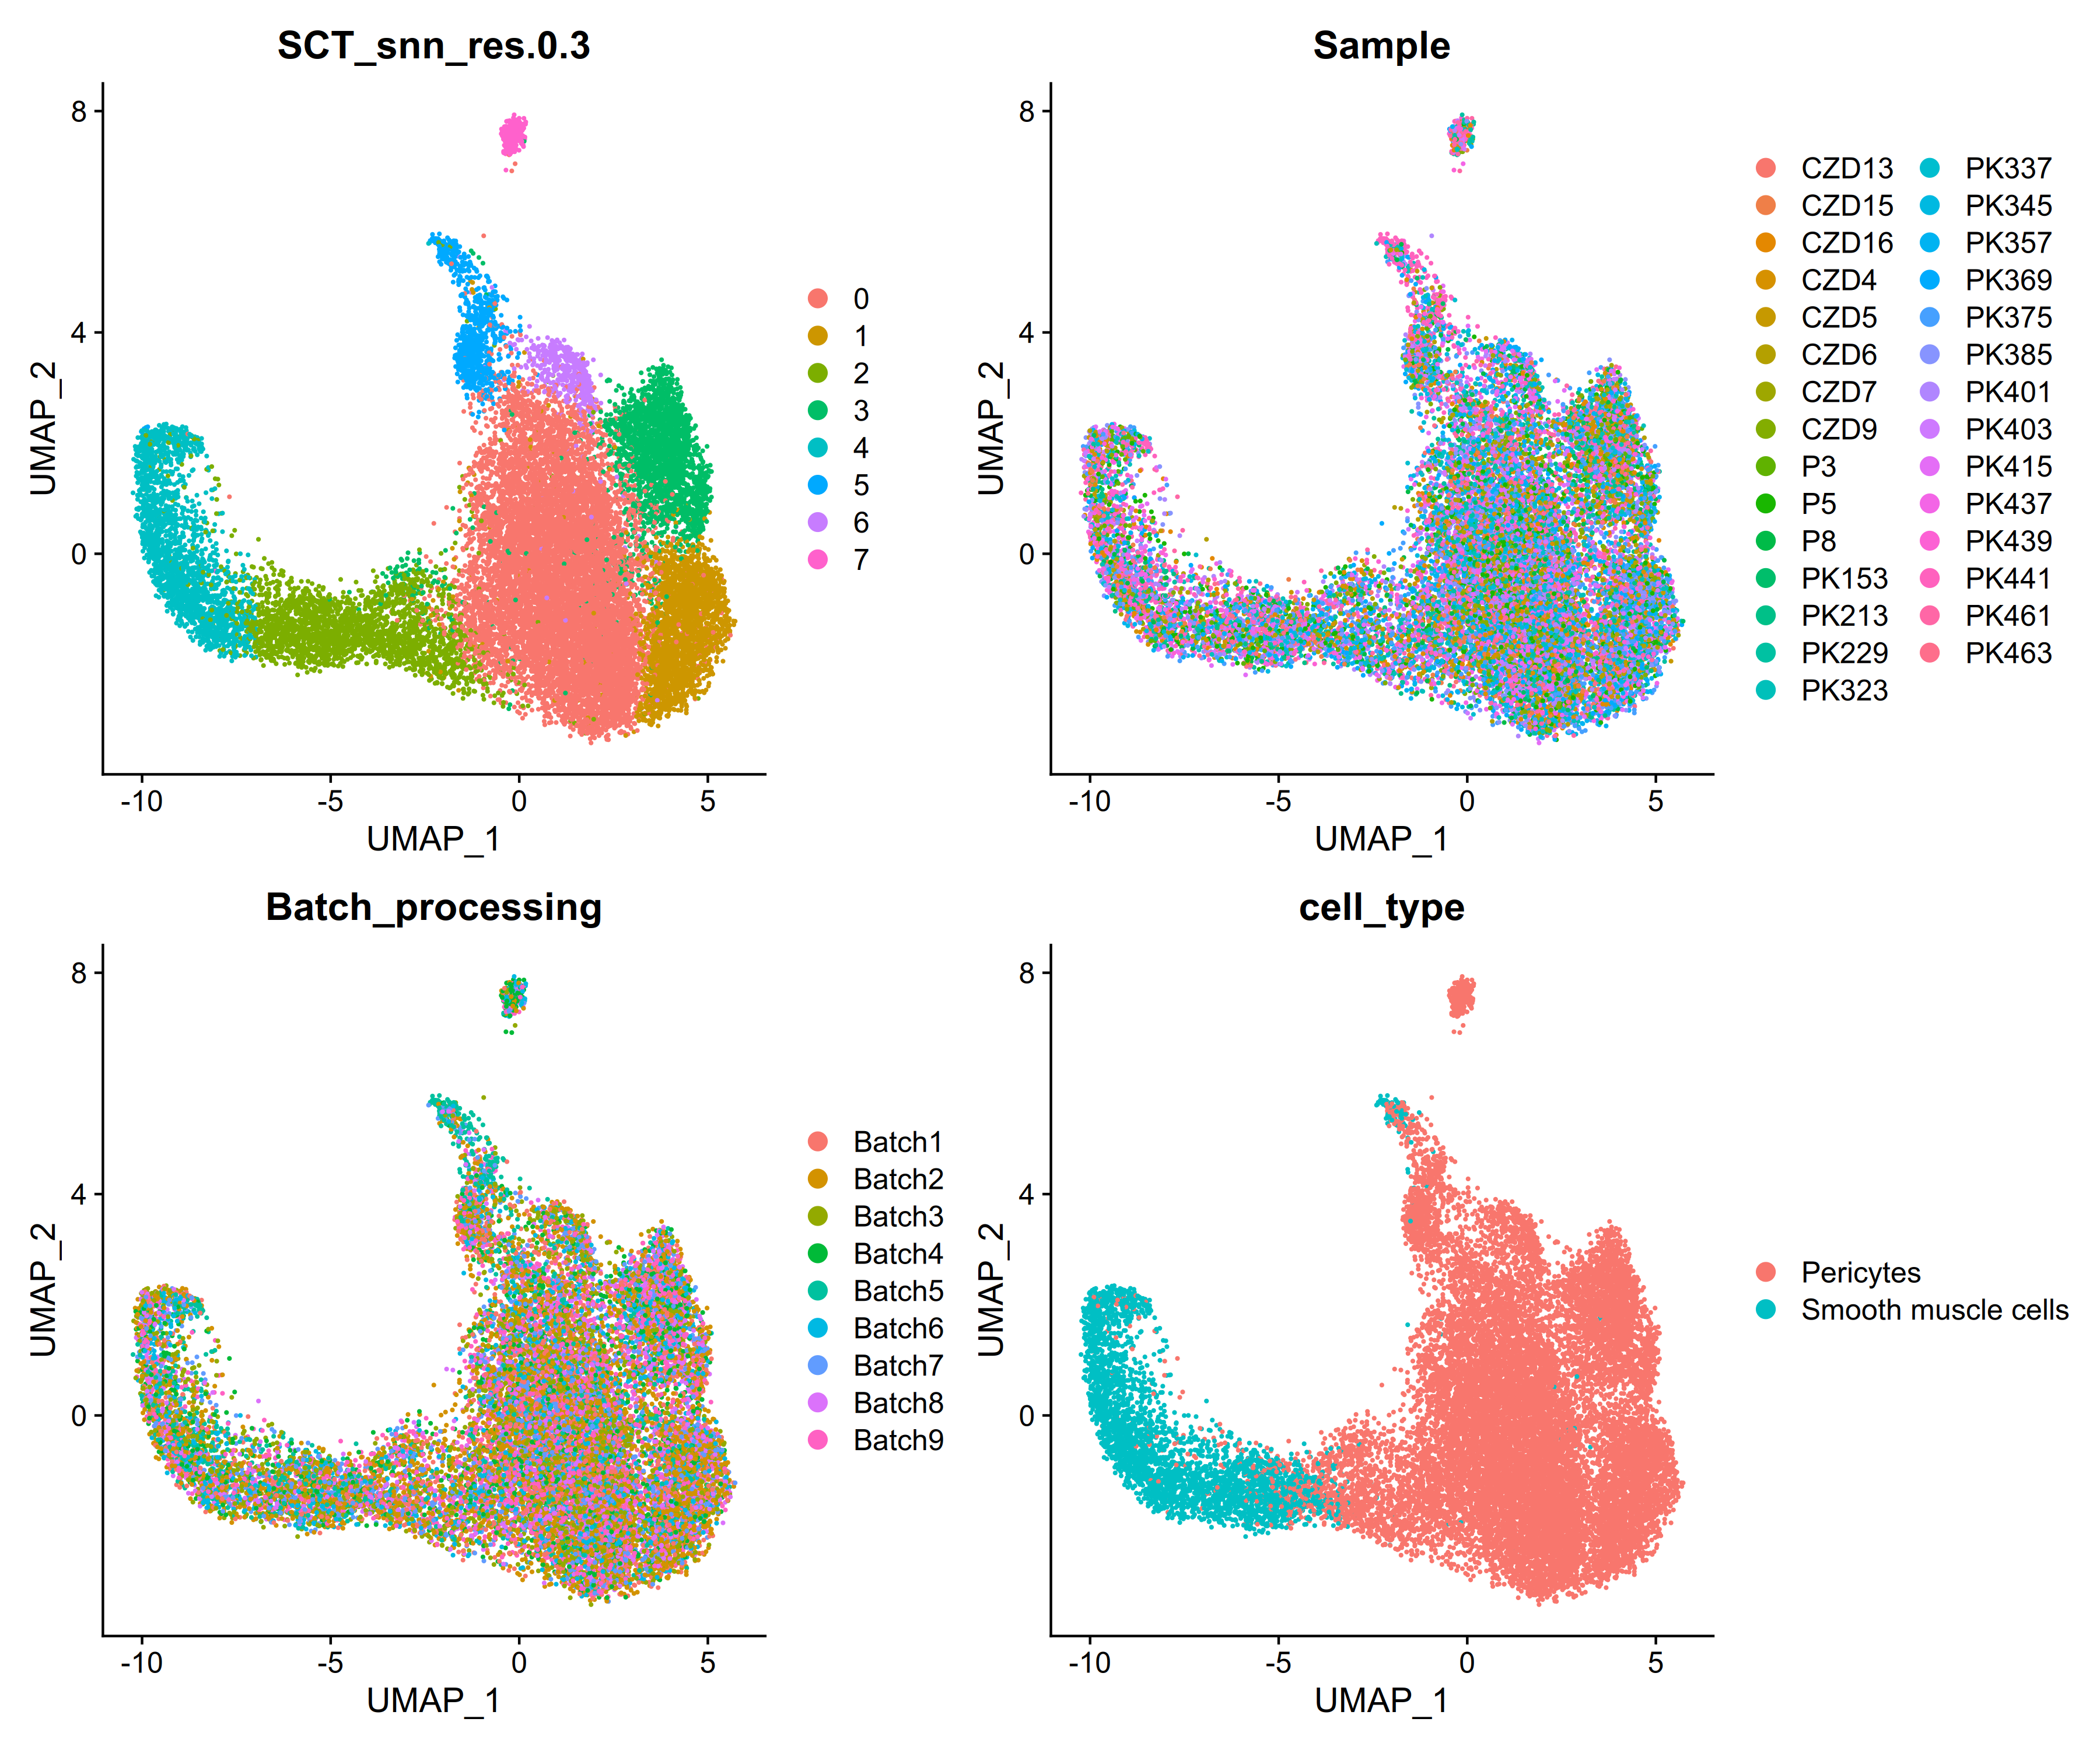 SCT_snn_res.0.3
8
4
0
-10
-5
0
5
UMAP_1
UMAP_2
0
1
2
3
4
5
6
7
Sample
8
4
0
-10
-5
0
5
UMAP_1
UMAP_2
CZD13
CZD15
CZD16
CZD4
CZD5
CZD6
CZD7
CZD9
P3
P5
P8
PK153
PK213
PK229
PK323
PK337
PK345
PK357
PK369
PK375
PK385
PK401
PK403
PK415
PK437
PK439
PK441
PK461
PK463
Batch_processing
8
4
0
-10
-5
0
5
UMAP_1
UMAP_2
Batch1
Batch2
Batch3
Batch4
Batch5
Batch6
Batch7
Batch8
Batch9
cell_type
8
4
0
-10
-5
0
5
UMAP_1
UMAP_2
Pericytes
Smooth muscle cells